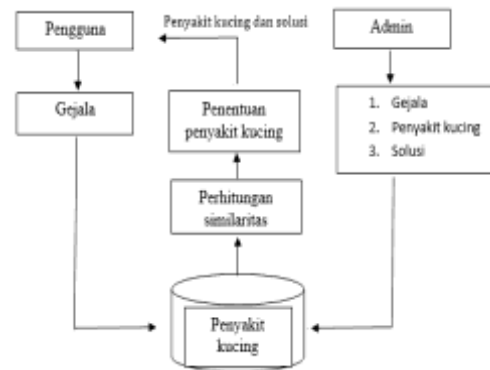 Pengguna
Penyakit kucing dan solusi
Admin
Gejala
Penentuan
penyakit kucing
1. Gejala
2. Penyakit kucing
3. Solusi
Perhitungan
similaritas
Penyakit
kucing